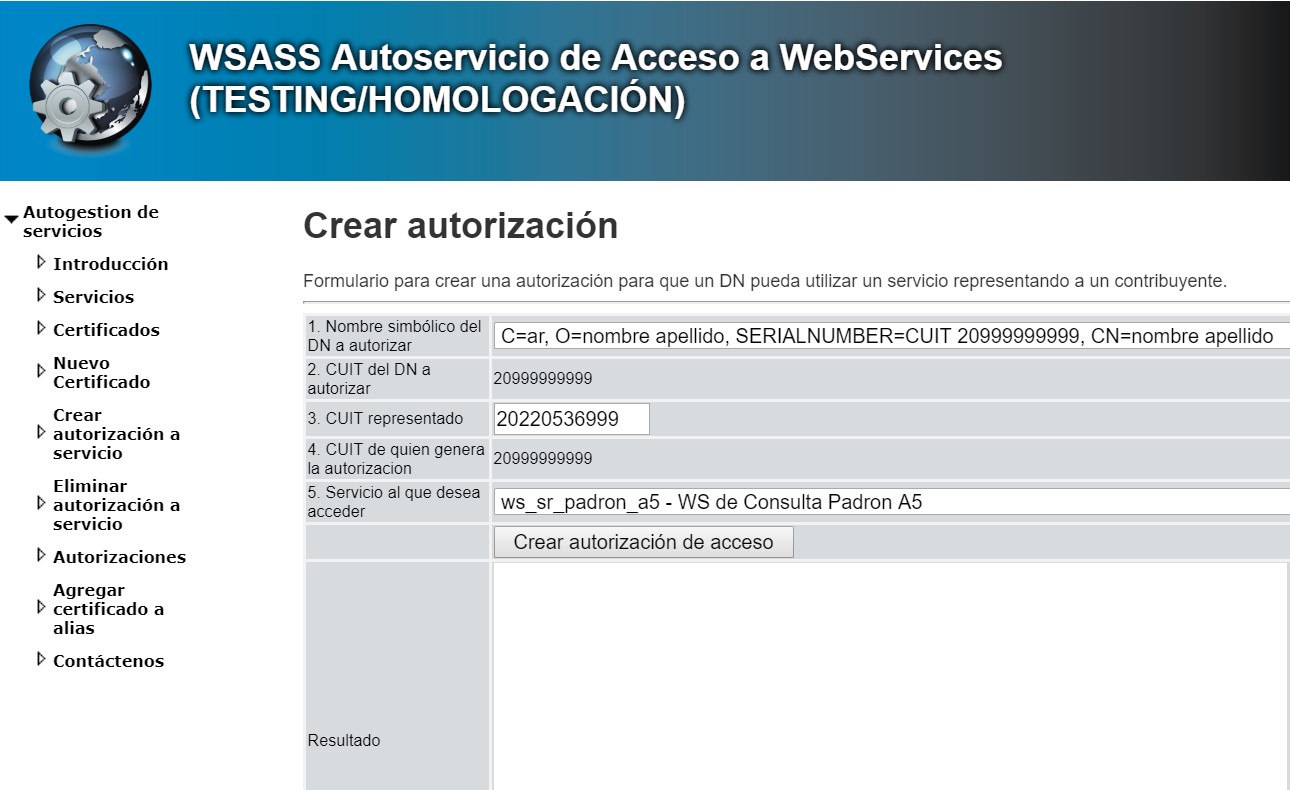 WSASS Autoservicio de Acceso a WebServices
(TESTING/HOMOLOGACIÓN)
Autogestion de
servicios
Introducción
Servicios
Certificados
Nuevo
Certificado
Crear
autorización a
servicio
Eliminar
autorización a
servicio
Autorizaciones
Agregar
certificado a
alias
Contáctenos
Crear autorización
Formulario para crear una autorización para que un DN pueda utilizar un servicio representando a un contribuyente.
1. Nombre simbólico del
DN a autorizar
C=ar, O=nombre apellido, SERIALNUMBER=CUIT 20999999999, CN=nombre apellido
2. CUIT del DN a
autorizar
20999999999
3. CUIT representado
20220536999
4. CUIT de quien genera
la autorizacion
20999999999
5. Servicio al que desea
acceder
ws_sr_padron_a5 - WS de Consulta Padron A5
Crear autorización de acceso
Resultado